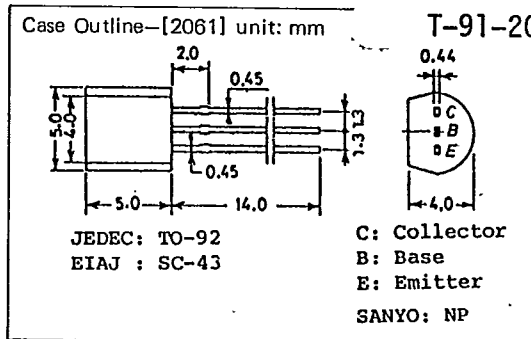 Case Outline—[2061] unit: mm
T-91-20
2.0
0.45
0.44
5.0
4.0
1.3
1.3
C
B
E
0.45
5.0
14.0
4.0
JEDEC: TO-92
EIAJ : SC-43
C: Collector
B: Base
E: Emitter
SANYO: NP